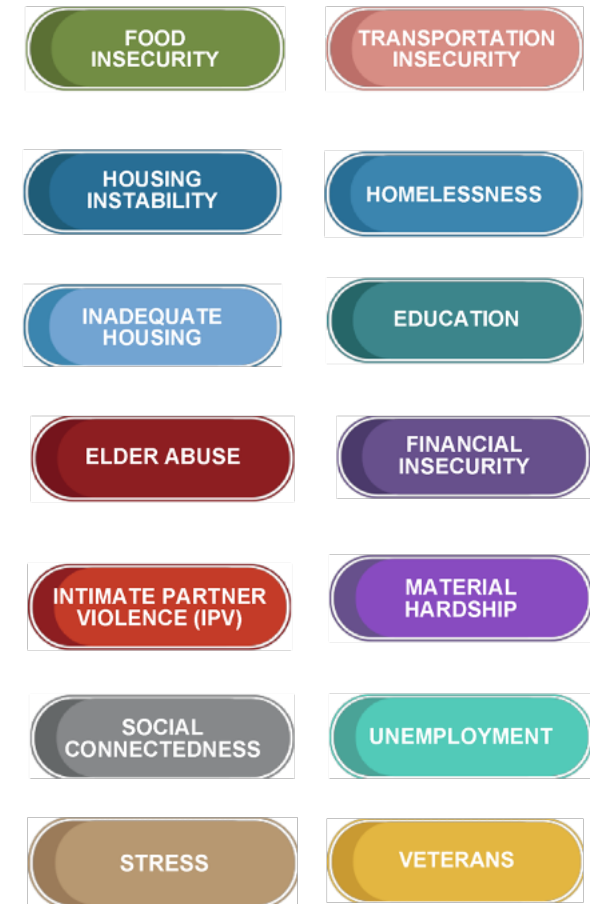 FOOD
INSECURITY
TRANSPORTATION
INSECURITY
HOUSING
INSTABILITY
HOMELESSNESS
INADEQUATE
HOUSING
EDUCATION
ELDER ABUSE
FINANCIAL
INSECURITY
INTIMATE PARTNER
VIOLENCE (IPV)
MATERIAL
HARDSHIP
SOCIAL
CONNECTEDNESS
UNEMPLOYMENT
STRESS
VETERANS